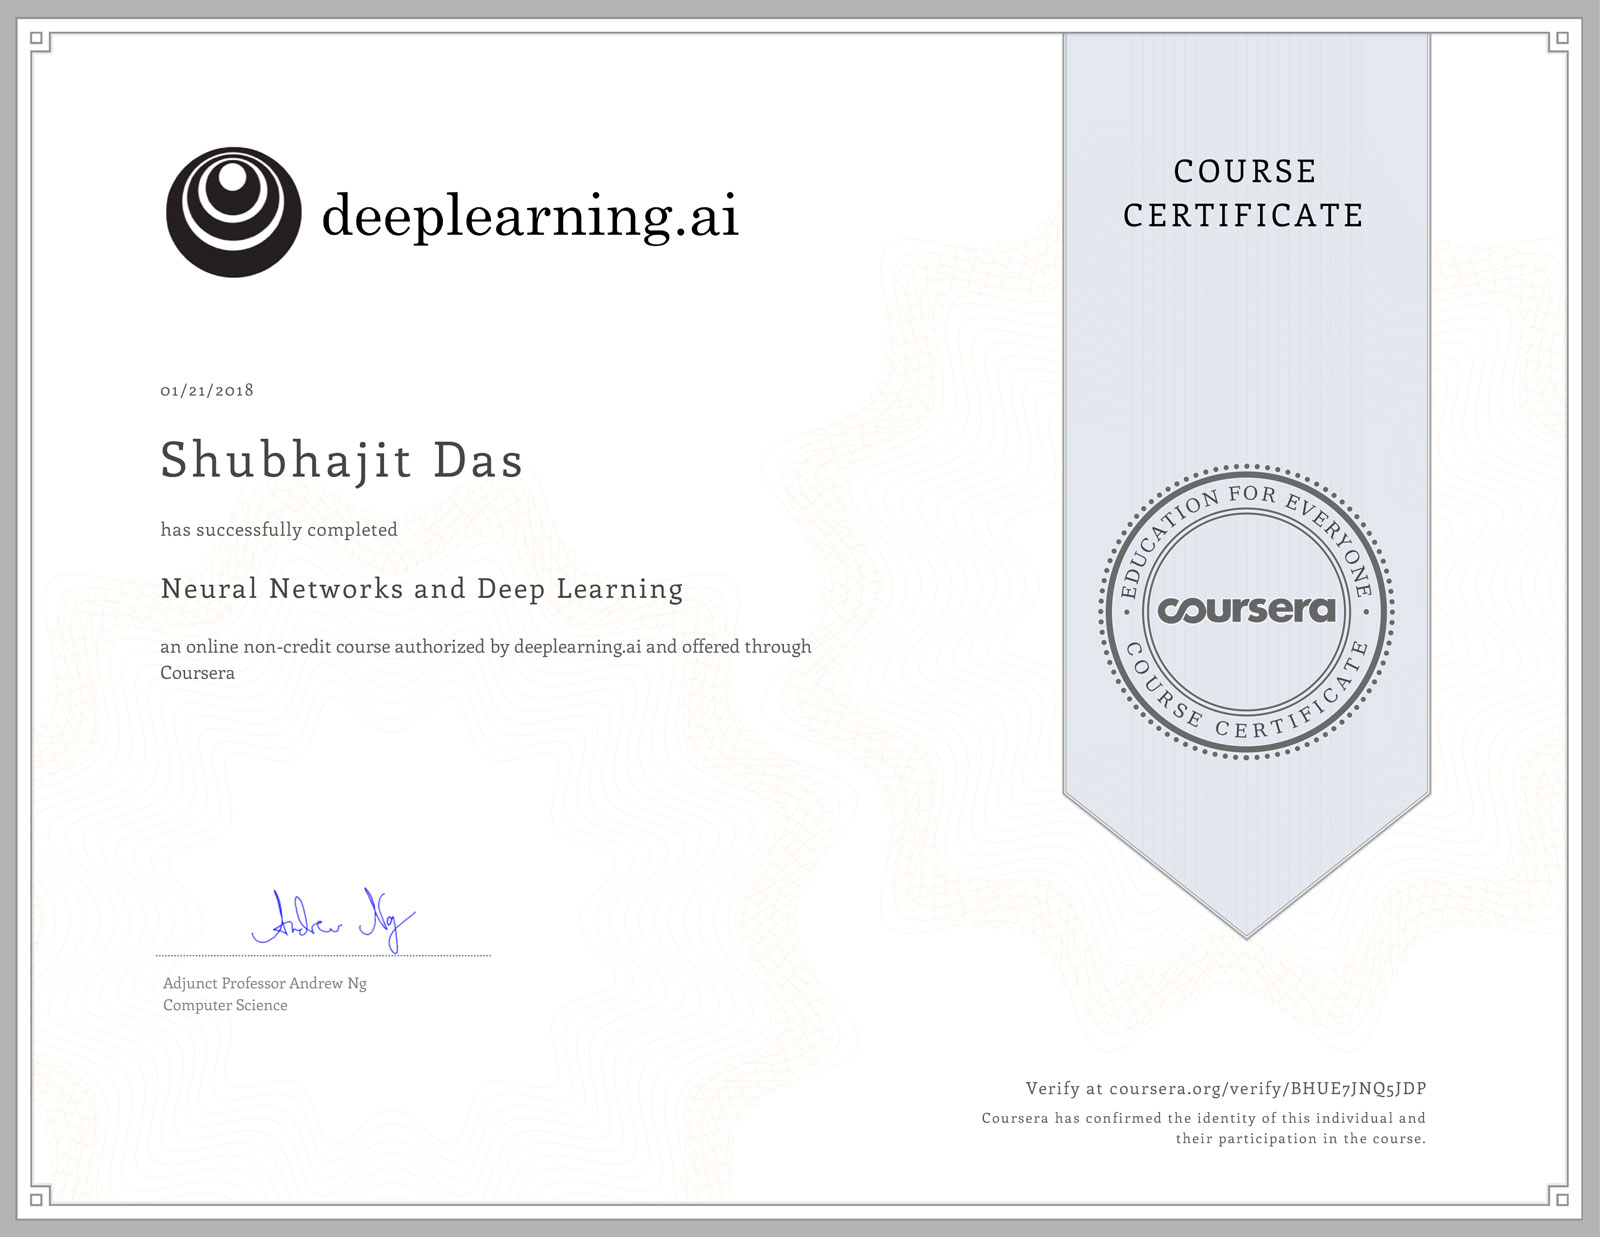 deeplearning.ai
COURSE
CERTIFICATE
01/21/2018
Shubhajit Das
has successfully completed
Neural Networks and Deep Learning
an online non-credit course authorized by deeplearning.ai and offered through
Coursera
EDUCATION FOR EVERYONE
coursera
COURSE CERTIFICATE
Andrew Ng
Adjunct Professor Andrew Ng
Computer Science
Verify at coursera.org/verify/BHUE7JNQ5JDP
Coursera has confirmed the identity of this individual and
their participation in the course.